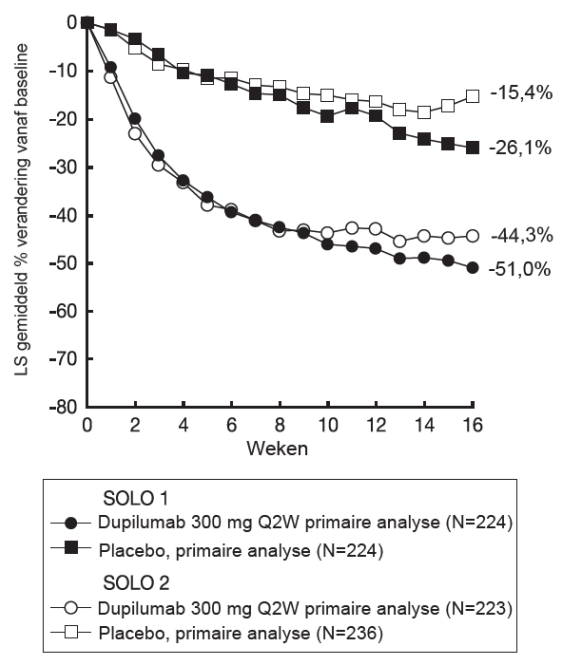 LS gemiddeld % verandering vanaf baseline
0
-10
-20
-30
-40
-50
-60
-70
-80
-15,4%
-26,1%
-44,3%
-51,0%
0 2 4 6 8 10 12 14 16
Weken
SOLO 1
Dupilumab 300 mg Q2W primaire analyse (N=224)
Placebo, primaire analyse (N=224)
SOLO 2
Dupilumab 300 mg Q2W primaire analyse (N=223)
Placebo, primaire analyse (N=236)